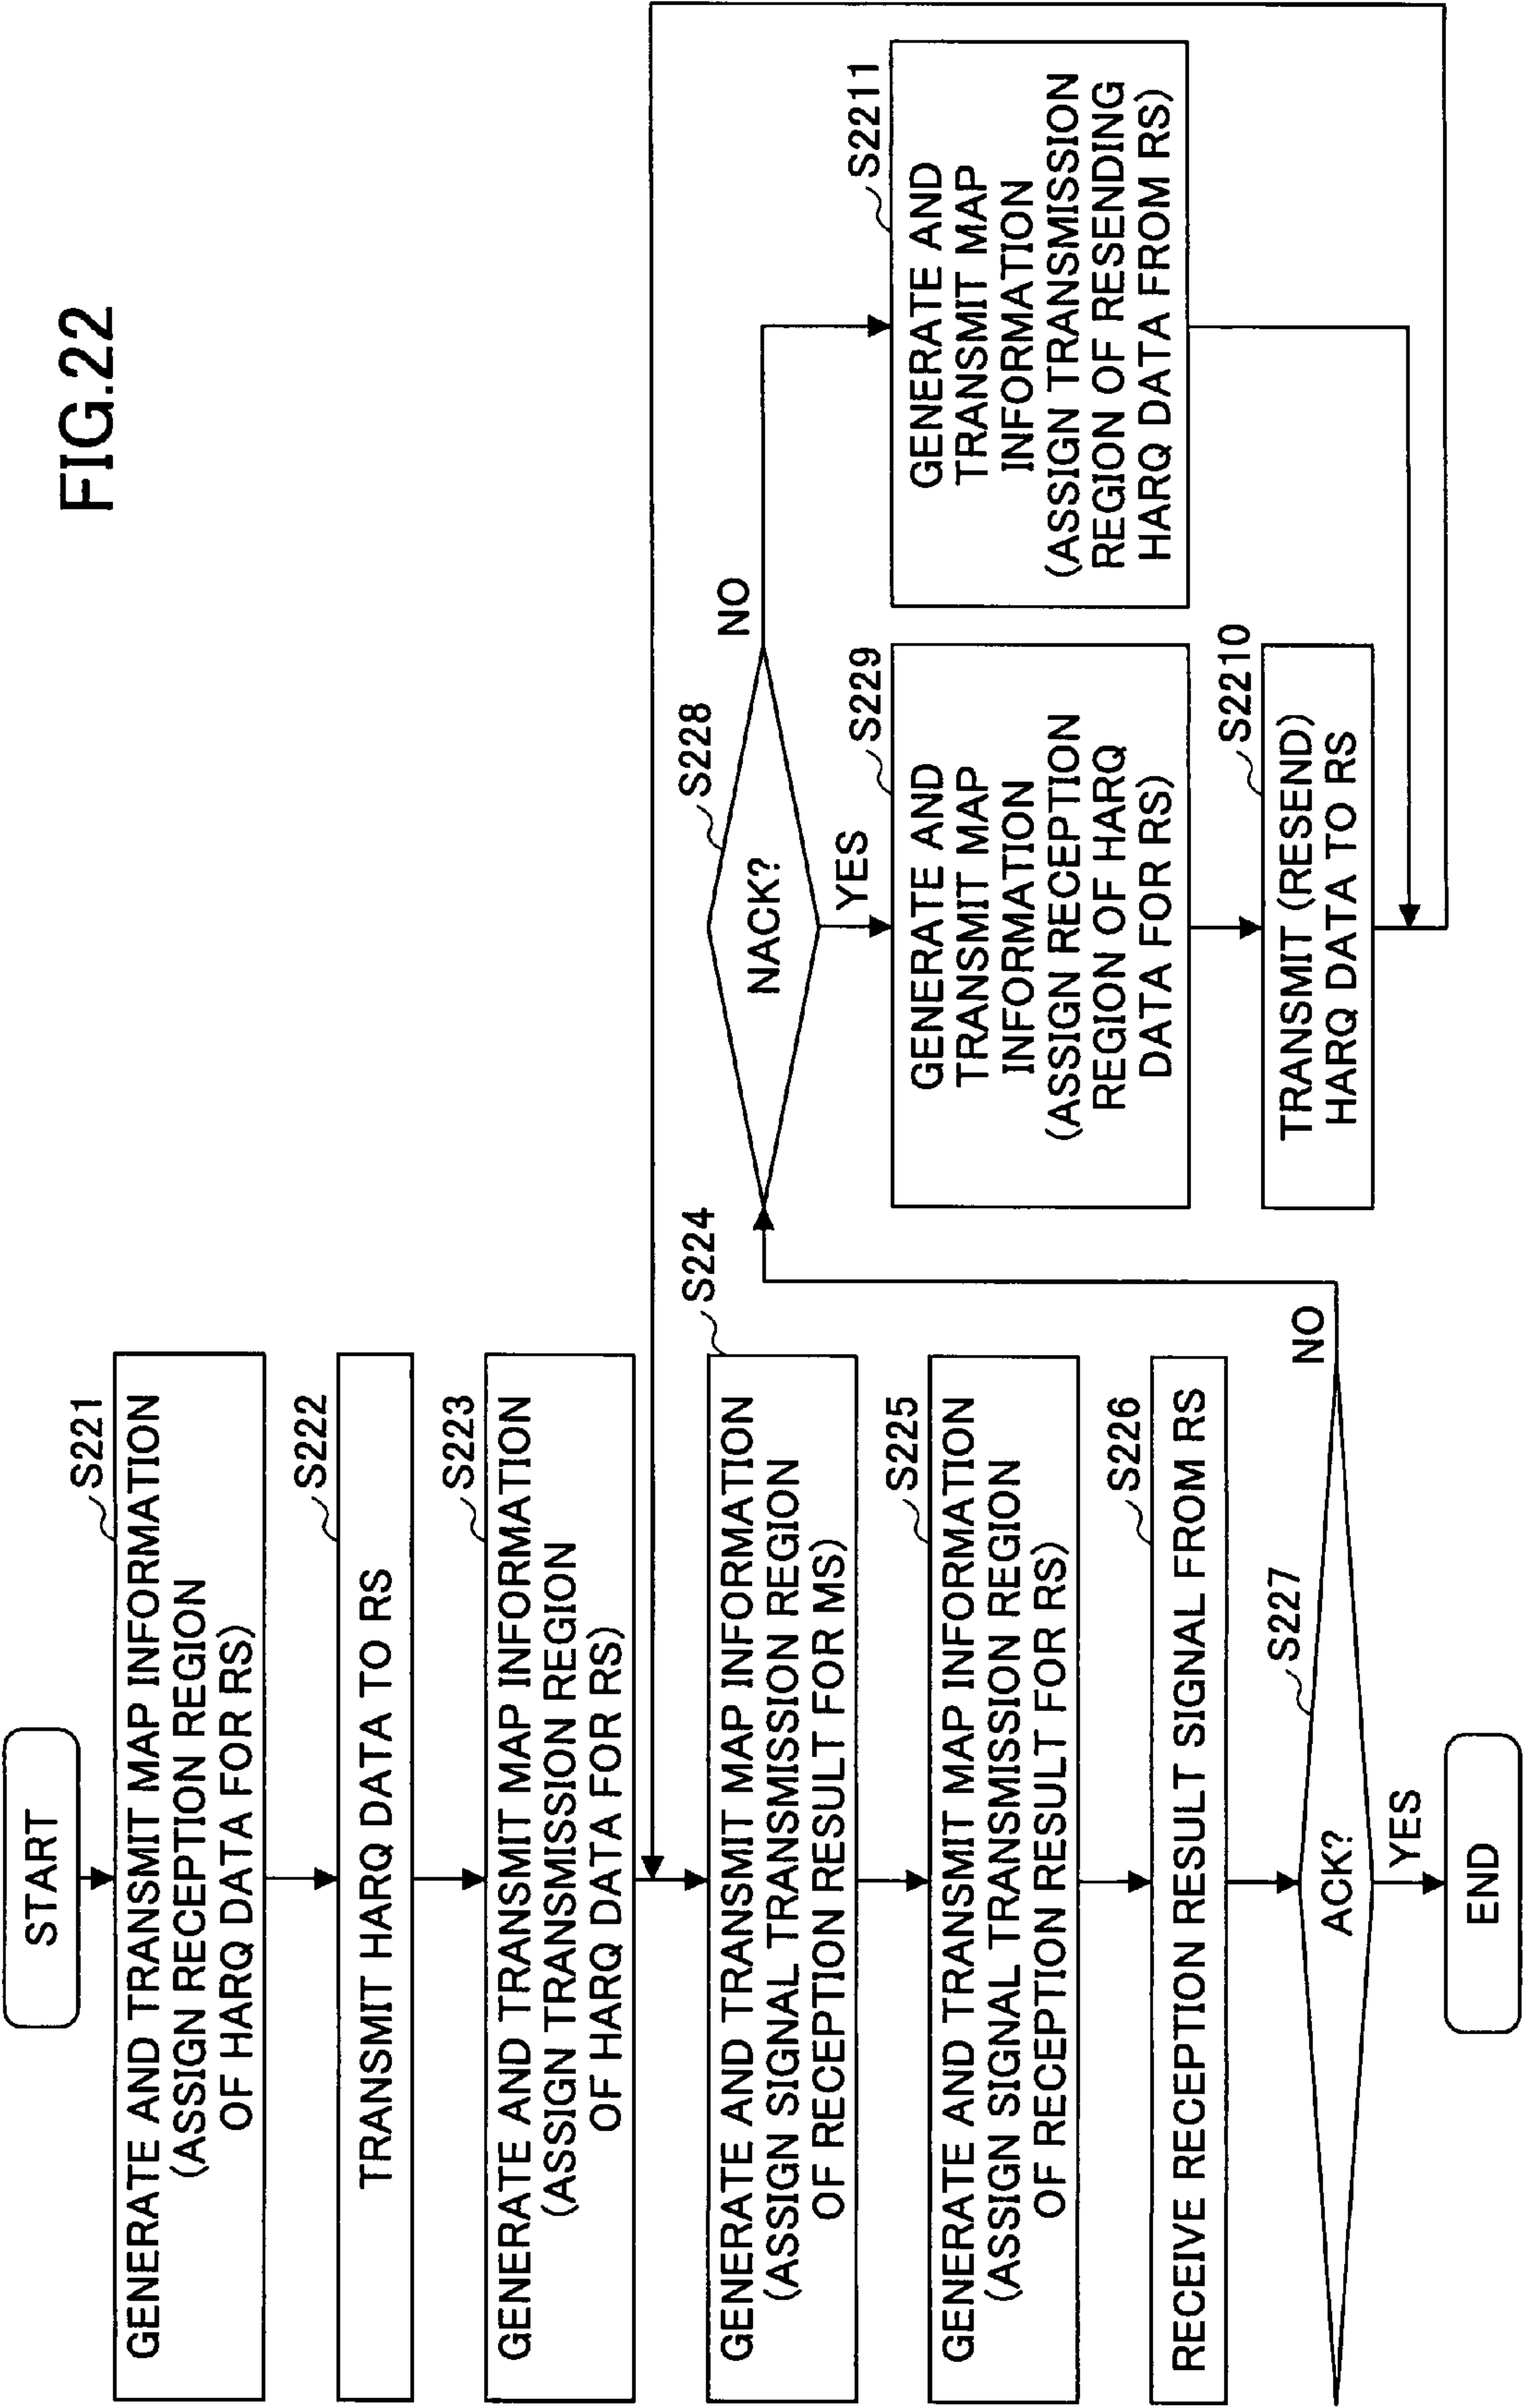 FIG.22
START
S221
GENERATE AND TRANSMIT MAP INFORMATION
(ASSIGN RECEPTION REGION
OF HARQ DATA FOR RS)
S222
TRANSMIT HARQ DATA TO RS
S223
GENERATE AND TRANSMIT MAP INFORMATION
(ASSIGN TRANSMISSION REGION
OF HARQ DATA FOR RS)
S224
GENERATE AND TRANSMIT MAP INFORMATION
(ASSIGN SIGNAL TRANSMISSION REGION
OF RECEPTION RESULT FOR MS)
S225
GENERATE AND TRANSMIT MAP INFORMATION
(ASSIGN SIGNAL TRANSMISSION REGION
OF RECEPTION RESULT FOR RS)
S226
RECEIVE RECEPTION RESULT SIGNAL FROM RS
S227
ACK?
NO
YES
END
S228
NACK?
NO
YES
S229
GENERATE AND
TRANSMIT MAP
INFORMATION
(ASSIGN RECEPTION
REGION OF HARQ
DATA FOR RS)
S2210
TRANSMIT (RESEND)
HARQ DATA TO RS
S2211
GENERATE AND
TRANSMIT MAP
INFORMATION
(ASSIGN TRANSMISSION
REGION OF RESENDING
HARQ DATA FROM RS)